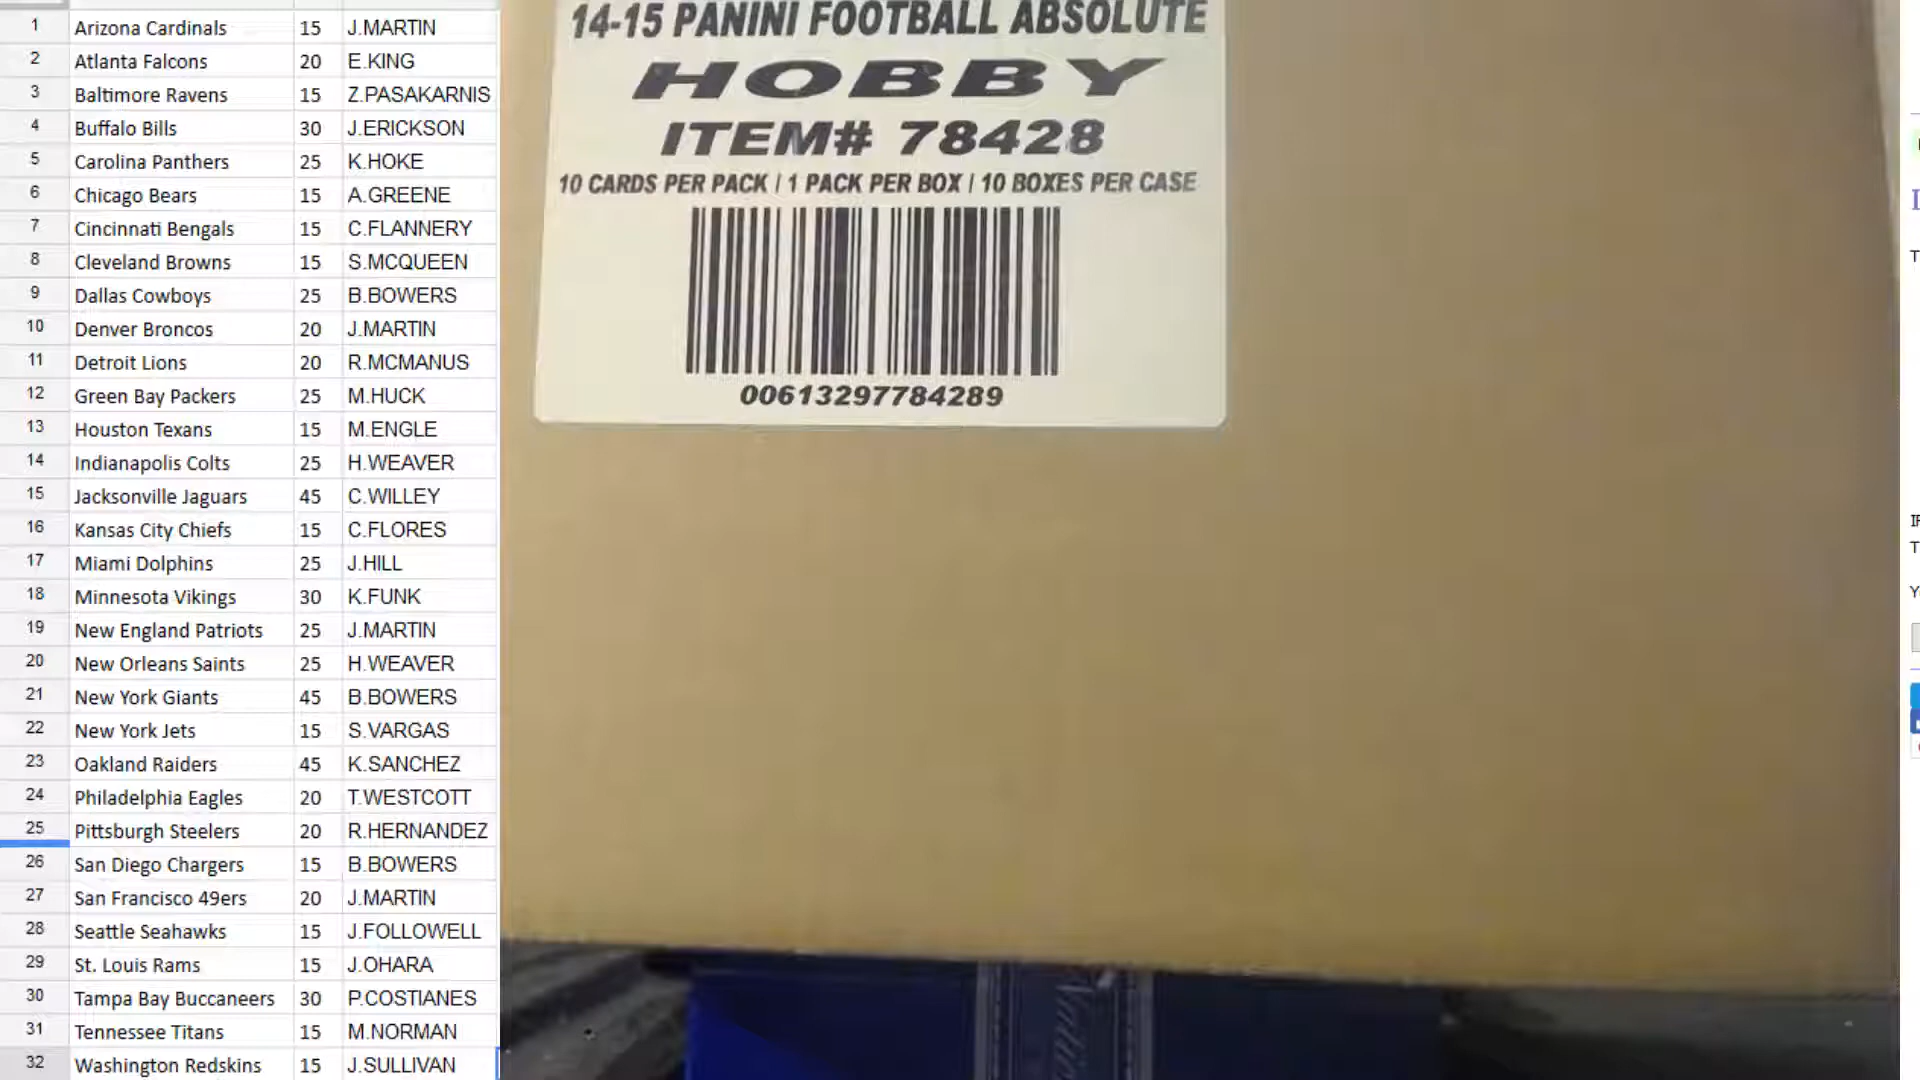 1 Arizona Cardinals 15 J.MARTIN
2 Atlanta Falcons 20 E.KING
3 Baltimore Ravens 15 Z.PASAKARNIS
4 Buffalo Bills 30 J.ERICKSON
5 Carolina Panthers 25 K.HOKE
6 Chicago Bears 15 A.GREENE
7 Cincinnati Bengals 15 C.FLANNERY
8 Cleveland Browns 15 S.MCQUEEN
9 Dallas Cowboys 25 B.BOWERS
10 Denver Broncos 20 J.MARTIN
11 Detroit Lions 20 R.MCMANUS
12 Green Bay Packers 25 M.HUCK
13 Houston Texans 15 M.ENGLE
14 Indianapolis Colts 25 H.WEAVER
15 Jacksonville Jaguars 45 C.WILLEY
16 Kansas City Chiefs 15 C.FLORES
17 Miami Dolphins 25 J.HILL
18 Minnesota Vikings 30 K.FUNK
19 New England Patriots 25 J.MARTIN
20 New Orleans Saints 25 H.WEAVER
21 New York Giants 45 B.BOWERS
22 New York Jets 15 S.VARGAS
23 Oakland Raiders 45 K.SANCHEZ
24 Philadelphia Eagles 20 T.WESTCOTT
25 Pittsburgh Steelers 20 R.HERNANDEZ
26 San Diego Chargers 15 B.BOWERS
27 San Francisco 49ers 20 J.MARTIN
28 Seattle Seahawks 15 J.FOLLOWELL
29 St. Louis Rams 15 J.OHARA
30 Tampa Bay Buccaneers 30 P.COSTIANES
31 Tennessee Titans 15 M.NORMAN
32 Washington Redskins 15 J.SULLIVAN
14-15 PANINI FOOTBALL ABSOLUTE
HOBBY
ITEM# 78428
10 CARDS PER PACK / 1 PACK PER BOX / 10 BOXES PER CASE
00613297784289